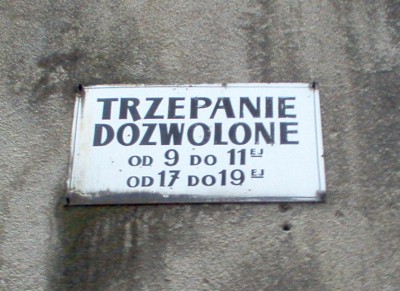 TRZEPANIE
DOZWOLONE
OD 9 DO 11EJ
OD 17 DO 19EJ